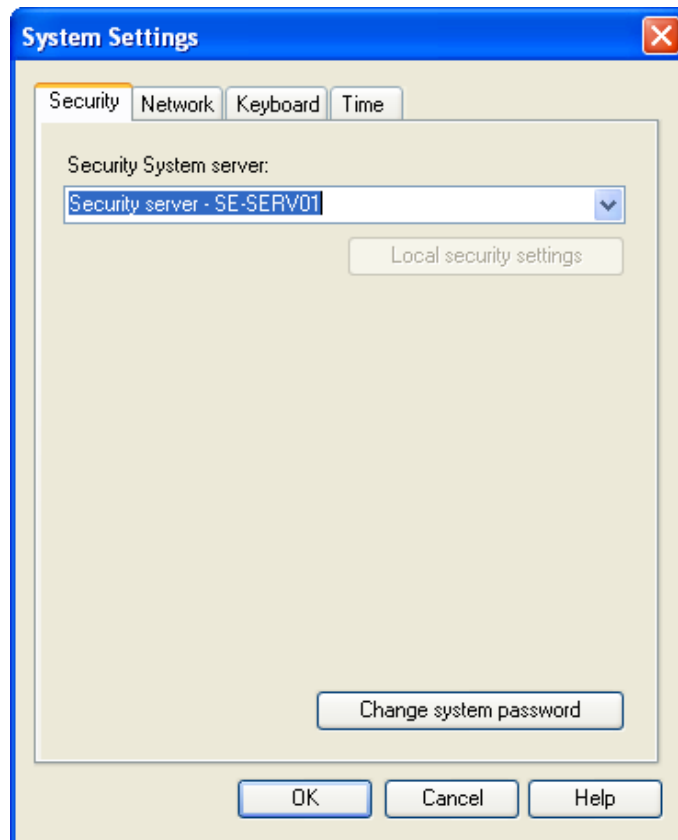 System Settings
Security Network Keyboard Time
Security System server:
Security server - SE-SERV01
Local security settings
Change system password
OK Cancel Help